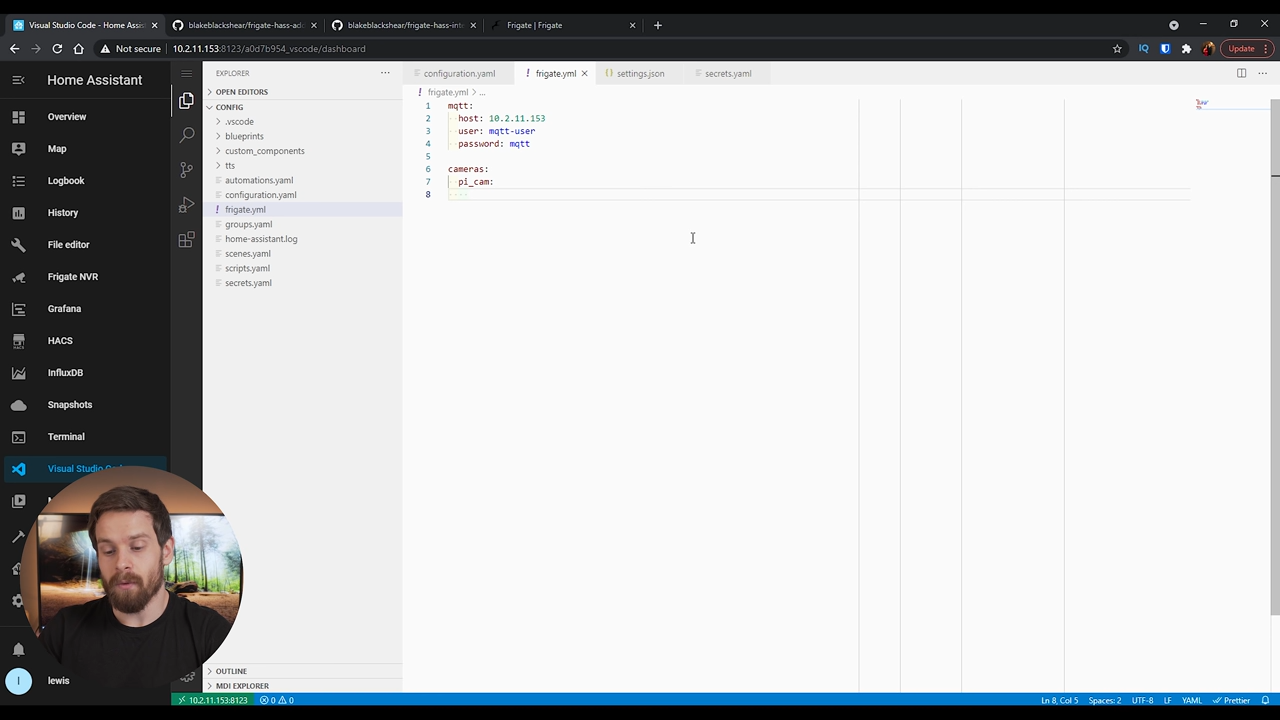 Visual Studio Code - Home Assis
blakeblackshear/frigate-hass-add
blakeblackshear/frigate-hass-int
Frigate | Frigate
Not secure
10.2.11.153:8123/a0d7b954_vscode/dashboard
Update
Home Assistant
Overview
Map
Logbook
History
File editor
Frigate NVR
Grafana
HACS
InfluxDB
Snapshots
Terminal
Visual Studio Code
lewis
EXPLORER
OPEN EDITORS
CONFIG
.vscode
blueprints
custom_components
tts
automations.yaml
configuration.yaml
frigate.yml
groups.yaml
home-assistant.log
scenes.yaml
scripts.yaml
secrets.yaml
OUTLINE
MDI EXPLORER
configuration.yaml
frigate.yml
settings.json
secrets.yaml
frigate.yml > ...
1 mqtt:
2 host: 10.2.11.153
3 user: mqtt-user
4 password: mqtt
5
6 cameras:
7 pi_cam:
8
10.2.11.153:8123
0 0
Ln 8, Col 5
Spaces: 2
UTF-8
LF
YAML
Prettier